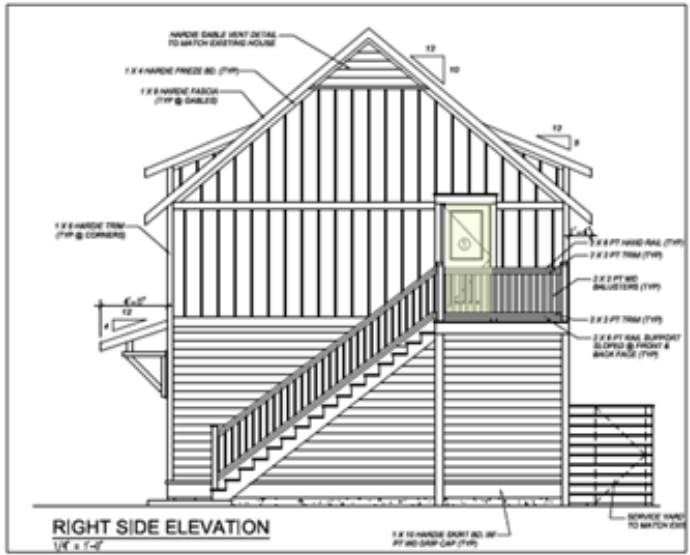 HARDIE GABLE VENT DETAIL
TO MATCH EXISTING HOUSE
1 X 4 HARDIE FRIEZE BD. (TYP)
1 X 8 HARDIE FASCIA
(TYP @ GABLES)
12
10
12
1 X 6 HARDIE TRIM
(TYP @ CORNERS)
1
2 X 6 PT HAND RAIL (TYP)
2 X 2 PT TRIM (TYP)
2 X 2 PT WD
BALUSTERS (TYP)
2 X 2 PT TRIM (TYP)
2 X 6 PT RAIL SUPPORT
SLOPED @ FRONT &
BACK FACE (TYP)
12
4
SERVICE YARD
TO MATCH EXIS
1 X 10 HARDIE SKIRT BD. W/
PT WD DRIP CAP (TYP)
RIGHT SIDE ELEVATION
1/4" = 1'-0"